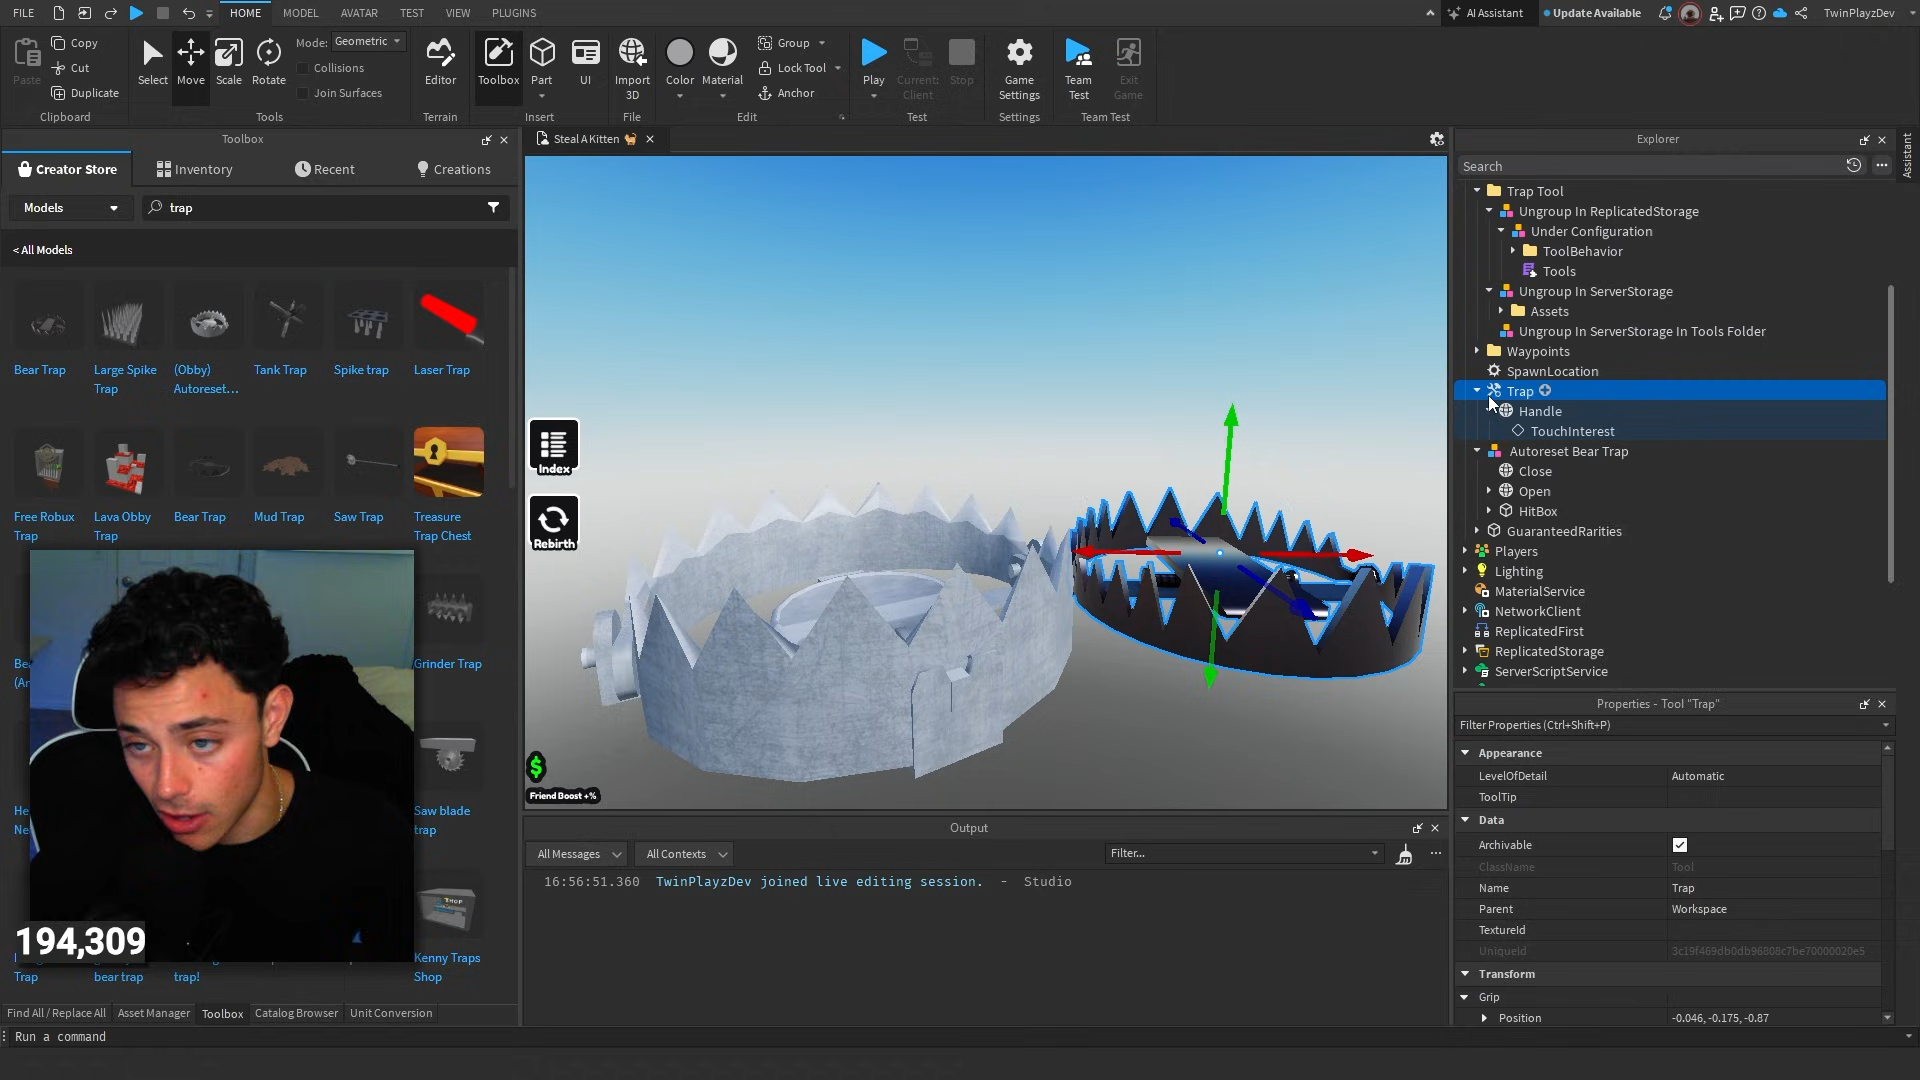 FILE
HOME
MODEL
AVATAR
TEST
VIEW
PLUGINS
AI Assistant
Update Available
TwinPlayzDev
Paste
Copy
Cut
Duplicate
Clipboard
Select
Move
Scale
Rotate
Mode:
Geometric
Collisions
Join Surfaces
Tools
Editor
Terrain
Toolbox
Part
UI
Insert
Import
3D
File
Color
Material
Group
Lock Tool
Anchor
Edit
Play
Current:
Client
Stop
Test
Game
Settings
Settings
Team
Test
Exit
Game
Team Test
Toolbox
Creator Store
Inventory
Recent
Creations
Models
trap
< All Models
Bear Trap
Large Spike
Trap
(Obby)
Autoreset...
Tank Trap
Spike trap
Laser Trap
Free Robux
Trap
Lava Obby
Trap
Bear Trap
Mud Trap
Saw Trap
Treasure
Trap Chest
Grinder Trap
Saw blade
trap
Kenny Traps
Shop
Trap
bear trap
trap!
194,309
Find All / Replace All
Asset Manager
Toolbox
Catalog Browser
Unit Conversion
Run a command
Steal A Kitten
Index
Rebirth
$
Friend Boost +%
Output
All Messages
All Contexts
Filter...
16:56:51.360 TwinPlayzDev joined live editing session. - Studio
Explorer
Assistant
Search
Trap Tool
Ungroup In ReplicatedStorage
Under Configuration
ToolBehavior
Tools
Ungroup In ServerStorage
Assets
Ungroup In ServerStorage In Tools Folder
Waypoints
SpawnLocation
Trap
Handle
TouchInterest
Autoreset Bear Trap
Close
Open
HitBox
GuaranteedRarities
Players
Lighting
MaterialService
NetworkClient
ReplicatedFirst
ReplicatedStorage
ServerScriptService
Properties - Tool "Trap"
Filter Properties (Ctrl+Shift+P)
Appearance
LevelOfDetail
Automatic
ToolTip
Data
Archivable
ClassName
Tool
Name
Trap
Parent
Workspace
TextureId
UniqueId
3c19f469db0db96808c7be70000020e5
Transform
Grip
Position
-0.046, -0.175, -0.87